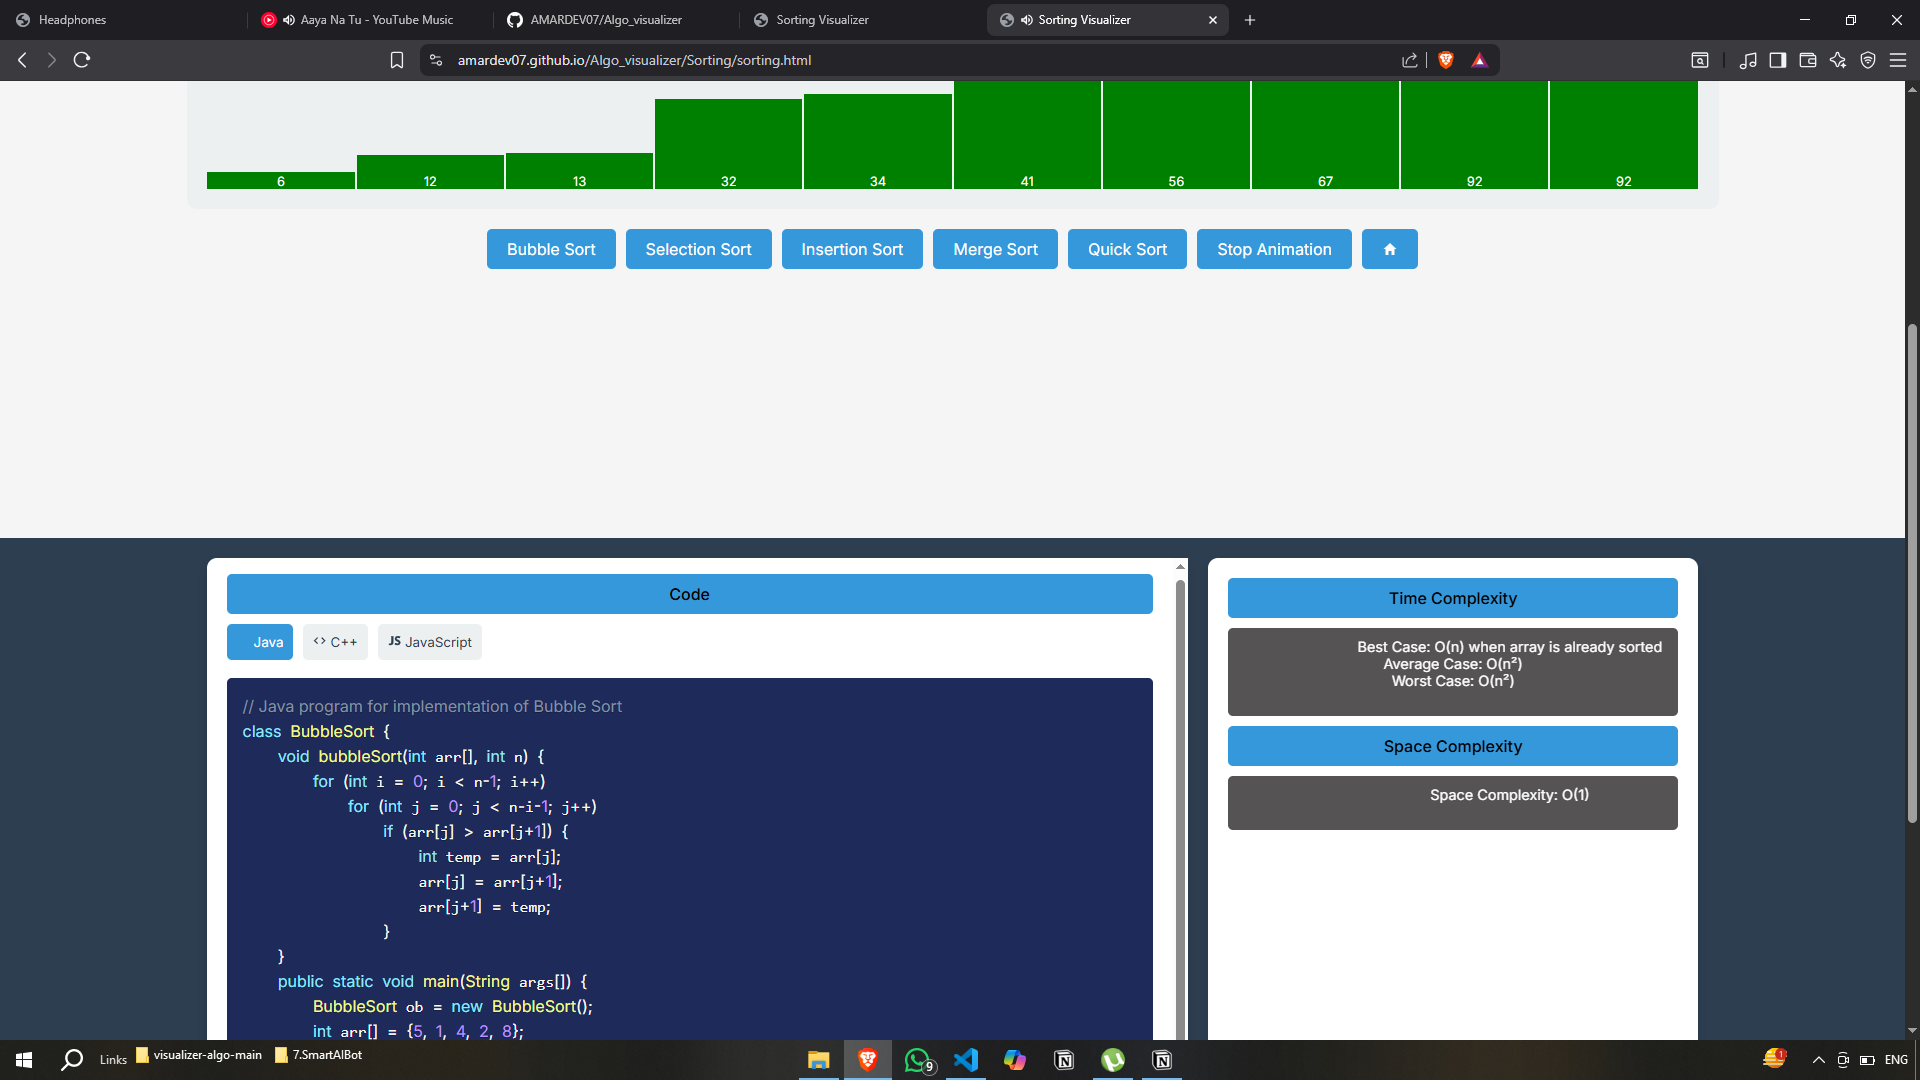 Headphones
Aaya Na Tu - YouTube Music
AMARDEV07/Algo_visualizer
Sorting Visualizer
Sorting Visualizer
amardev07.github.io/Algo_visualizer/Sorting/sorting.html
6 12 13 32 34 41 56 67 92 92
Bubble Sort Selection Sort Insertion Sort Merge Sort Quick Sort Stop Animation
Code
Java <> C++ JS JavaScript
// Java program for implementation of Bubble Sort
class BubbleSort {
    void bubbleSort(int arr[], int n) {
        for (int i = 0; i < n-1; i++)
            for (int j = 0; j < n-i-1; j++)
                if (arr[j] > arr[j+1]) {
                    int temp = arr[j];
                    arr[j] = arr[j+1];
                    arr[j+1] = temp;
                }
    }
    public static void main(String args[]) {
        BubbleSort ob = new BubbleSort();
        int arr[] = {5, 1, 4, 2, 8};
Time Complexity
Best Case: O(n) when array is already sorted
Average Case: O(n²)
Worst Case: O(n²)
Space Complexity
Space Complexity: O(1)
Links visualizer-algo-main 7.SmartAIBot
9
1
ENG